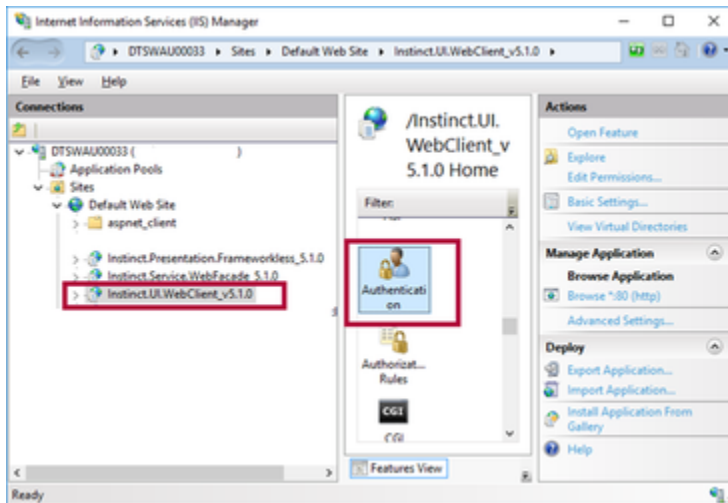 Internet Information Services (IIS) Manager
DTSWAU00033 Sites Default Web Site Instinct.UI.WebClient_v5.1.0
File View Help
Connections
DTSWAU00033 ( )
Application Pools
Sites
Default Web Site
aspnet_client
Instinct.Presentation.Frameworkless_5.1.0
Instinct.Service.WebFacade_5.1.0
Instinct.UI.WebClient_v5.1.0
/Instinct.UI.
WebClient_v
5.1.0 Home
Filter:
Authenticati
on
Authorizat...
Rules
CGI
CGI
Features View
Actions
Open Feature
Explore
Edit Permissions...
Basic Settings...
View Virtual Directories
Manage Application
Browse Application
Browse *:80 (http)
Advanced Settings...
Deploy
Export Application...
Import Application...
Install Application From
Gallery
Help
Ready